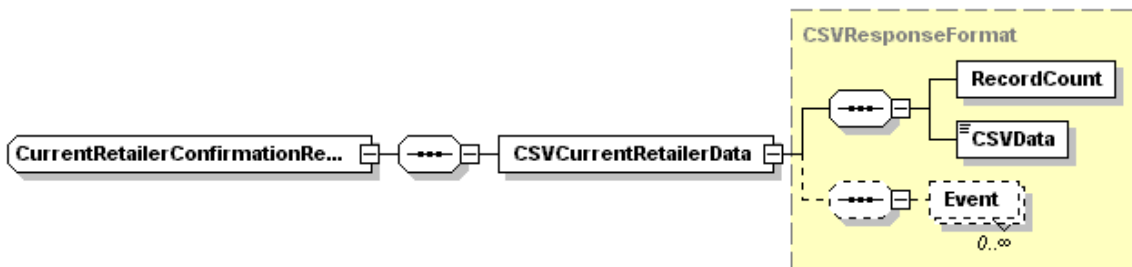 CSVResponseFormat
RecordCount
CurrentRetailerConfirmationRe...
CSVCurrentRetailerData
CSVData
Event
0..∞